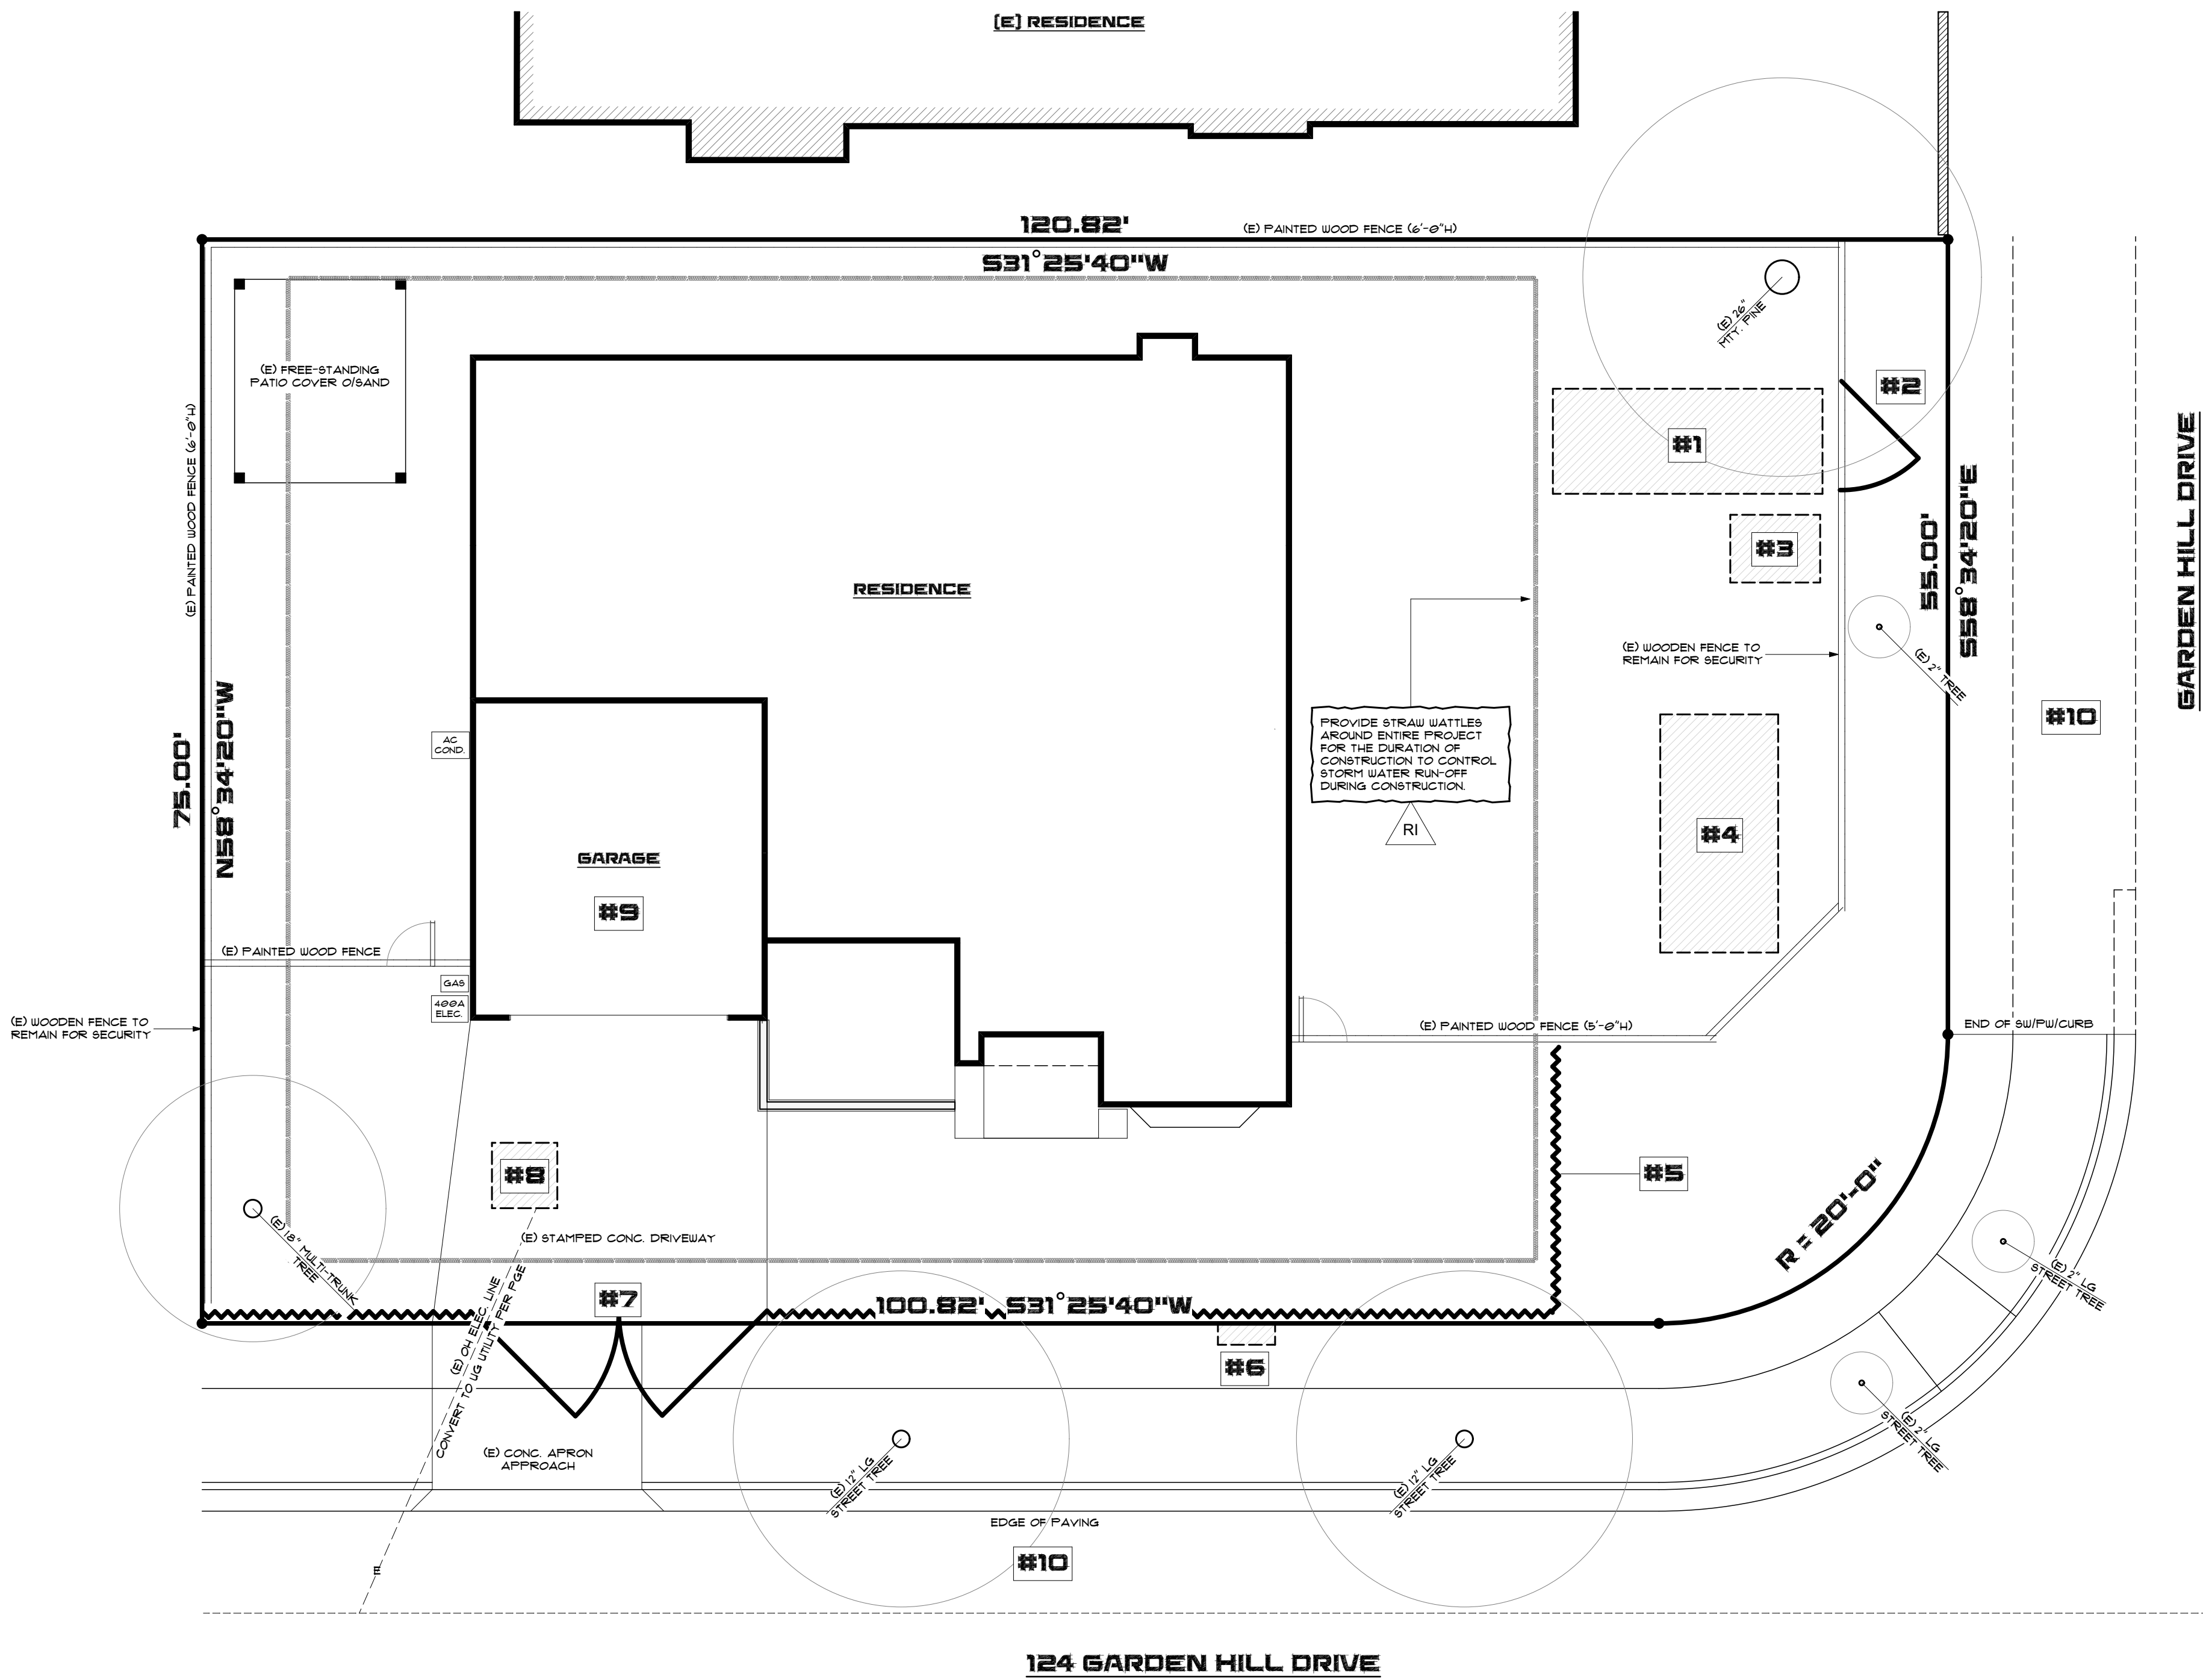 (E) RESIDENCE
120.82'
(E) PAINTED WOOD FENCE (6'-0"H)
S31°25'40"W
(E) 26"
MTY. PINE
(E) FREE-STANDING
PATIO COVER O/SAND
#2
#1
(E) PAINTED WOOD FENCE (6'-0"H)
GARDEN HILL DRIVE
#3
55.00'
S58°34'20"E
RESIDENCE
(E) WOODEN FENCE TO
REMAIN FOR SECURITY
(E) 2" TREE
#10
75.00'
N58°34'20"W
AC
COND.
PROVIDE STRAW WATTLES
AROUND ENTIRE PROJECT
FOR THE DURATION OF
CONSTRUCTION TO CONTROL
STORM WATER RUN-OFF
DURING CONSTRUCTION.
R1
#4
GARAGE
#9
(E) PAINTED WOOD FENCE
GAS
400A
ELEC.
(E) WOODEN FENCE TO
REMAIN FOR SECURITY
(E) PAINTED WOOD FENCE (5'-0"H)
END OF SW/PW/CURB
#8
#5
R = 20'-0"
(E) 18" MULTI-TRUNK
TREE
(E) STAMPED CONC. DRIVEWAY
(E) 2" LG
STREET TREE
#7
100.82' S31°25'40"W
(E) OH ELEC. LINE
CONVERT TO UG UTILITY PER PGE
#6
(E) 2" LG
STREET TREE
(E) CONC. APRON
APPROACH
(E) 12" LG
STREET TREE
(E) 12" LG
STREET TREE
EDGE OF PAVING
E
#10
124 GARDEN HILL DRIVE